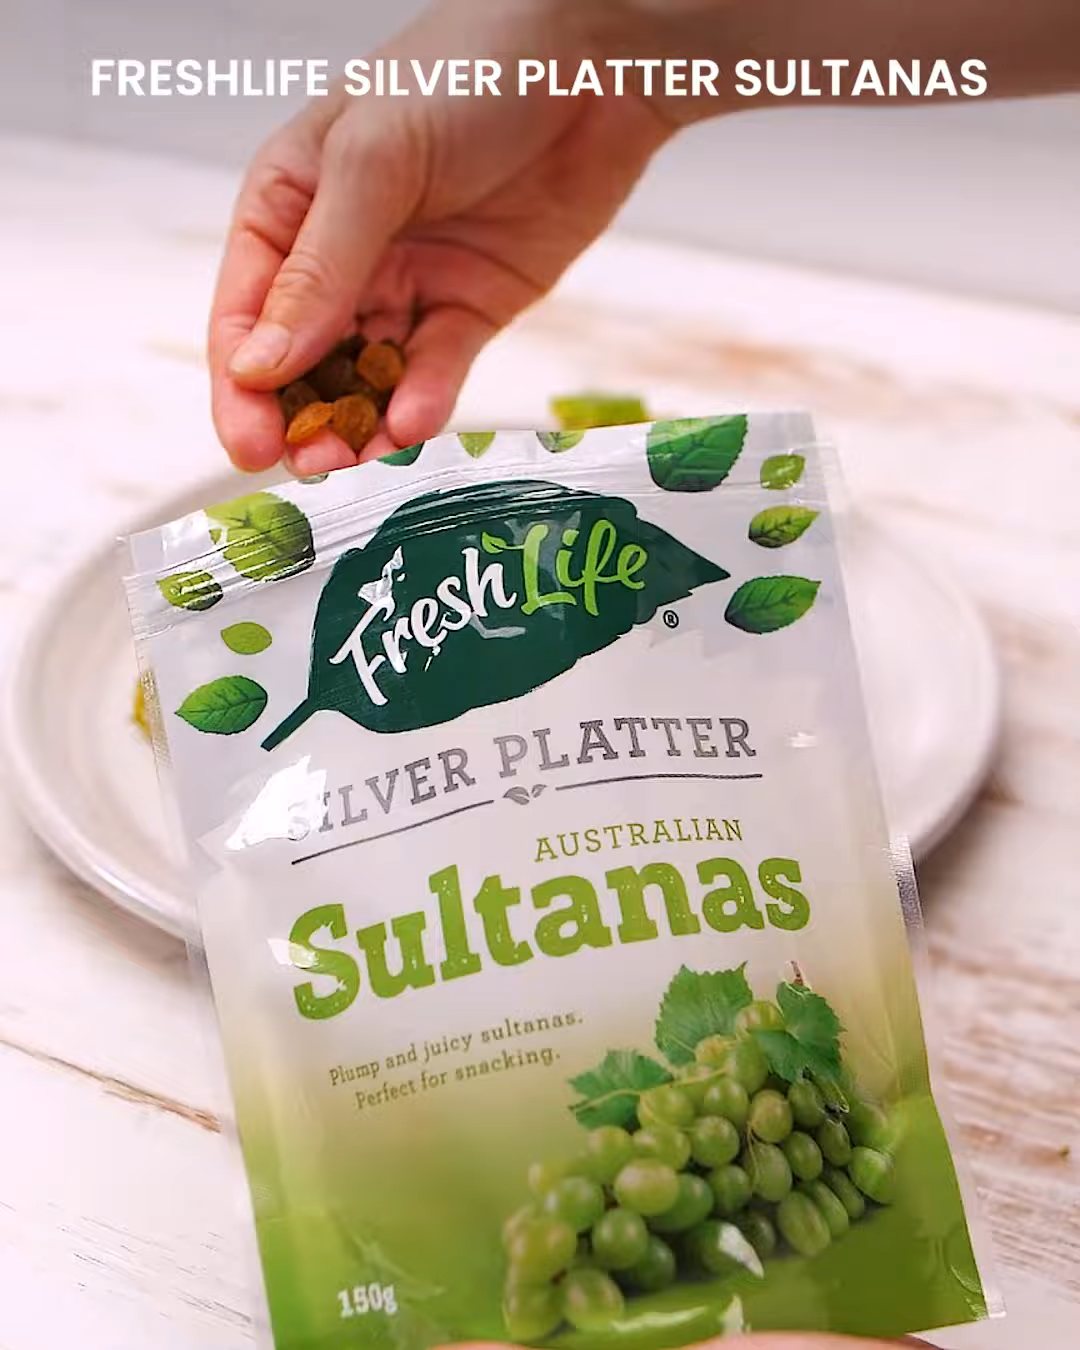 FRESHLIFE SILVER PLATTER SULTANAS
FreshLife
®
SILVER PLATTER
AUSTRALIAN
Sultanas
Plump and juicy sultanas.
Perfect for snacking.
150g